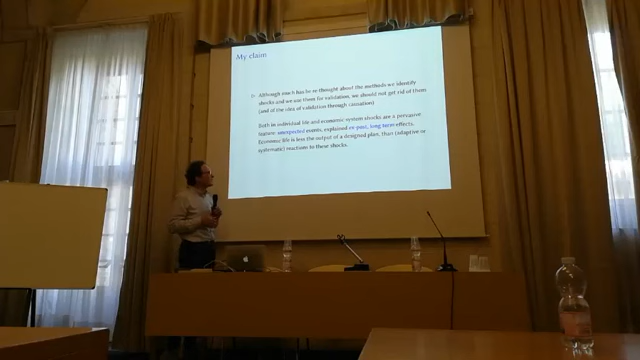 My claim
Although much has be re thought about the methods we identify
shocks and we use them for validation, we should not get rid of them
(and of the idea of validation through causation)
Both in individual life and economic system shocks are a pervasive
feature: unexpected events, explained ex-post, long term effects.
Economic life is less the output of a designed plan, than (adaptive or
systematic) reactions to these shocks.